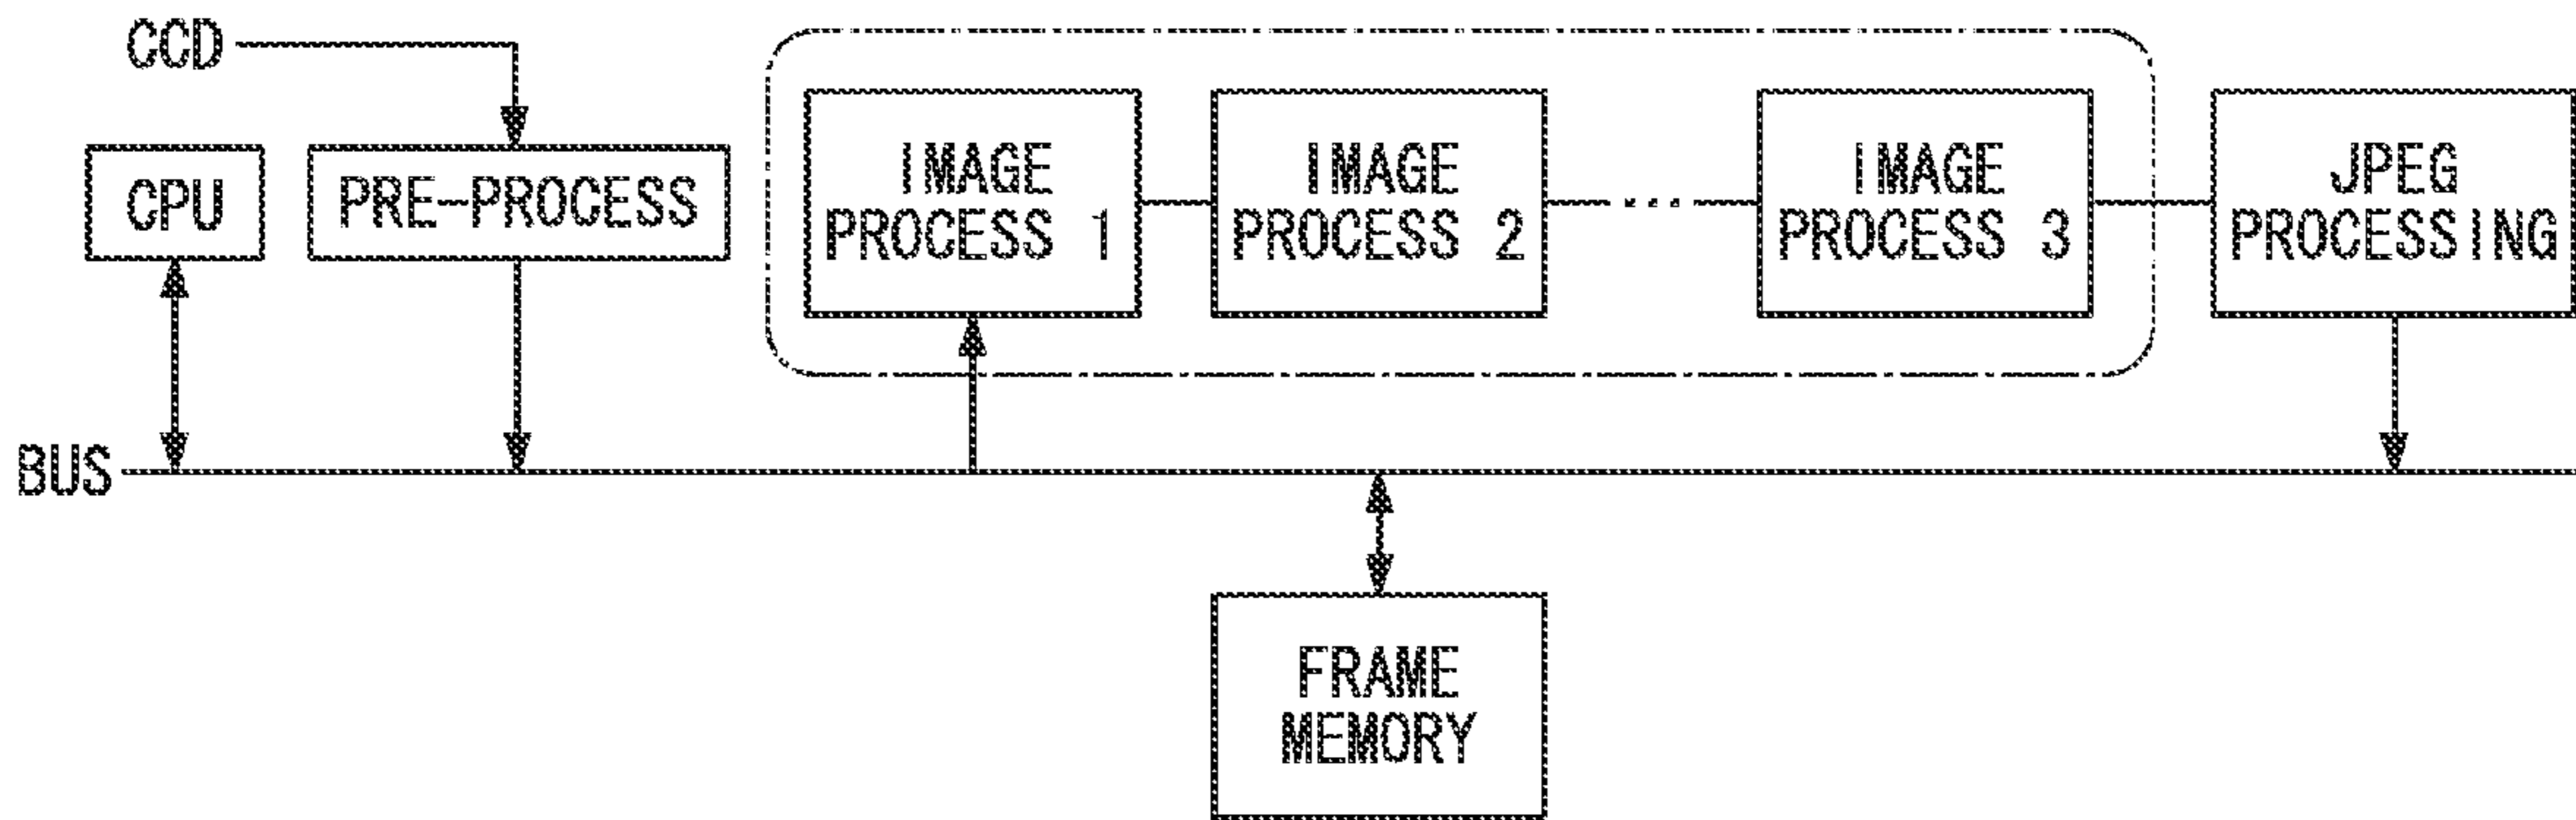 CCD
CPU
PRE-PROCESS
IMAGE
PROCESS 1
IMAGE
PROCESS 2
...
IMAGE
PROCESS 3
JPEG
PROCESSING
BUS
FRAME
MEMORY